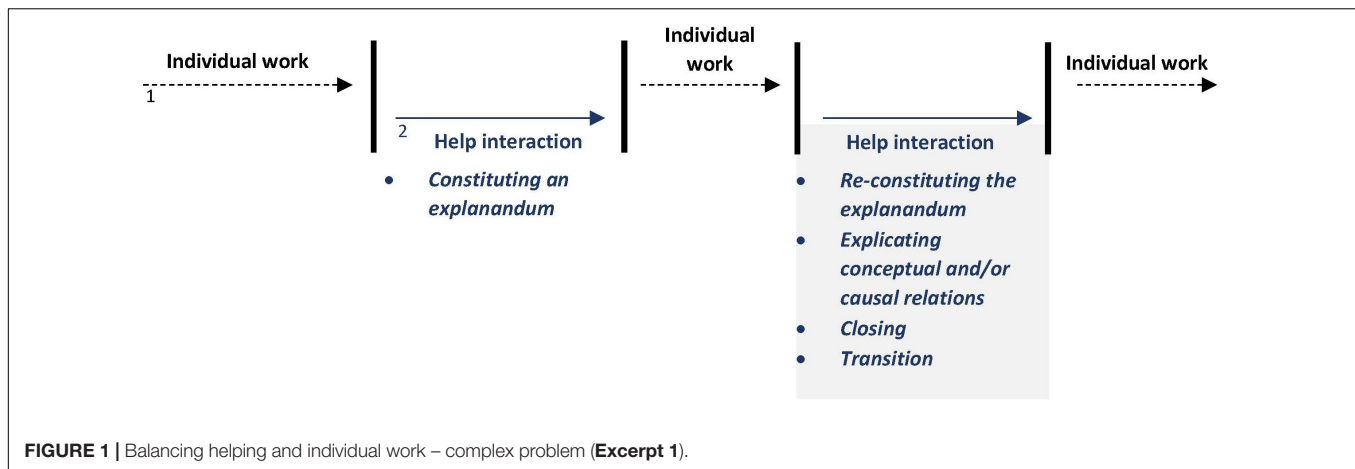 Individual work
1
2
Help interaction
• Constituting an
explanandum
Individual
work
Help interaction
• Re-constituting the
explanandum
• Explicating
conceptual and/or
causal relations
• Closing
• Transition
Individual work
FIGURE 1 | Balancing helping and individual work – complex problem (Excerpt 1).